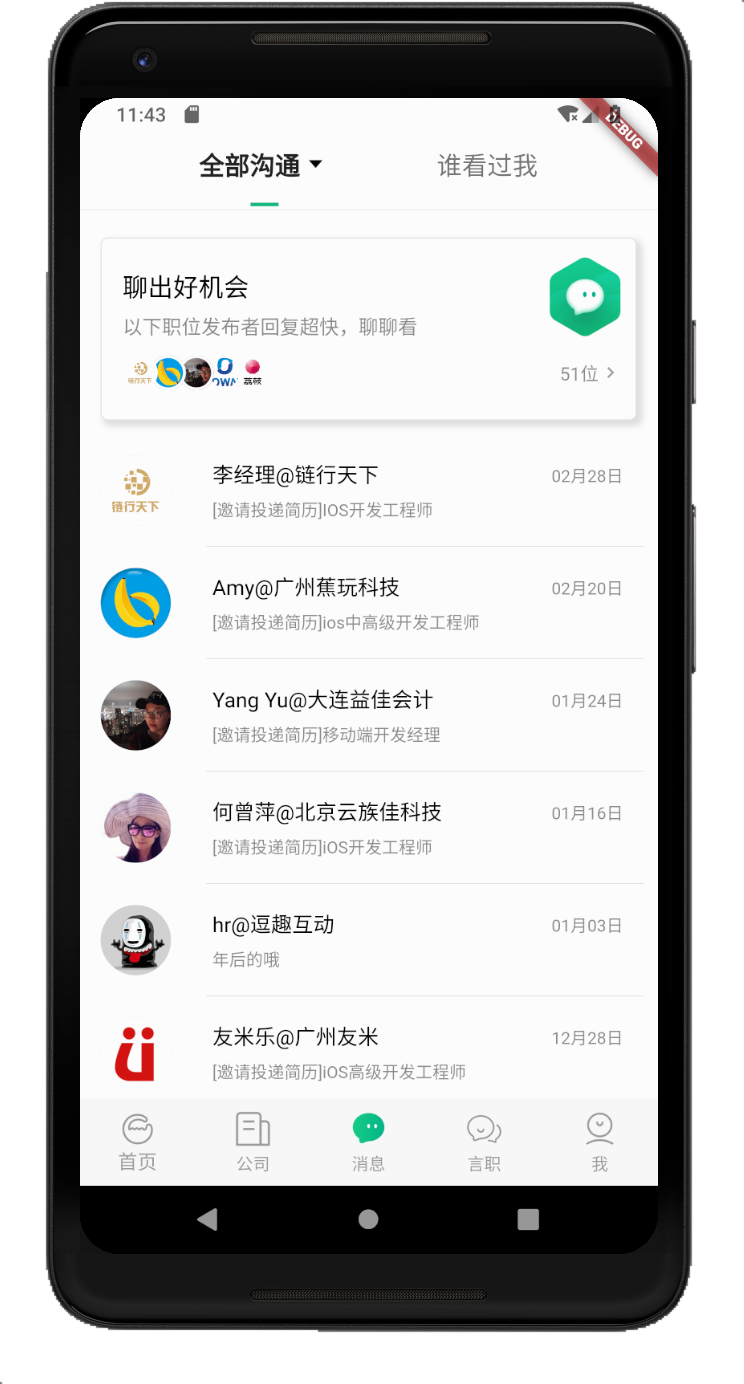 11:43
DEBUG
全部沟通
谁看过我
聊出好机会
以下职位发布者回复超快，聊聊看
链行天下
OWA
荔枝
51位
李经理@链行天下
02月28日
链行天下
[邀请投递简历]IOS开发工程师
Amy@广州蕉玩科技
02月20日
[邀请投递简历]ios中高级开发工程师
Yang Yu@大连益佳会计
01月24日
[邀请投递简历]移动端开发经理
何曾萍@北京云族佳科技
01月16日
[邀请投递简历]iOS开发工程师
hr@逗趣互动
01月03日
年后的哦
友米乐@广州友米
12月28日
[邀请投递简历]iOS高级开发工程师
首页
公司
消息
言职
我